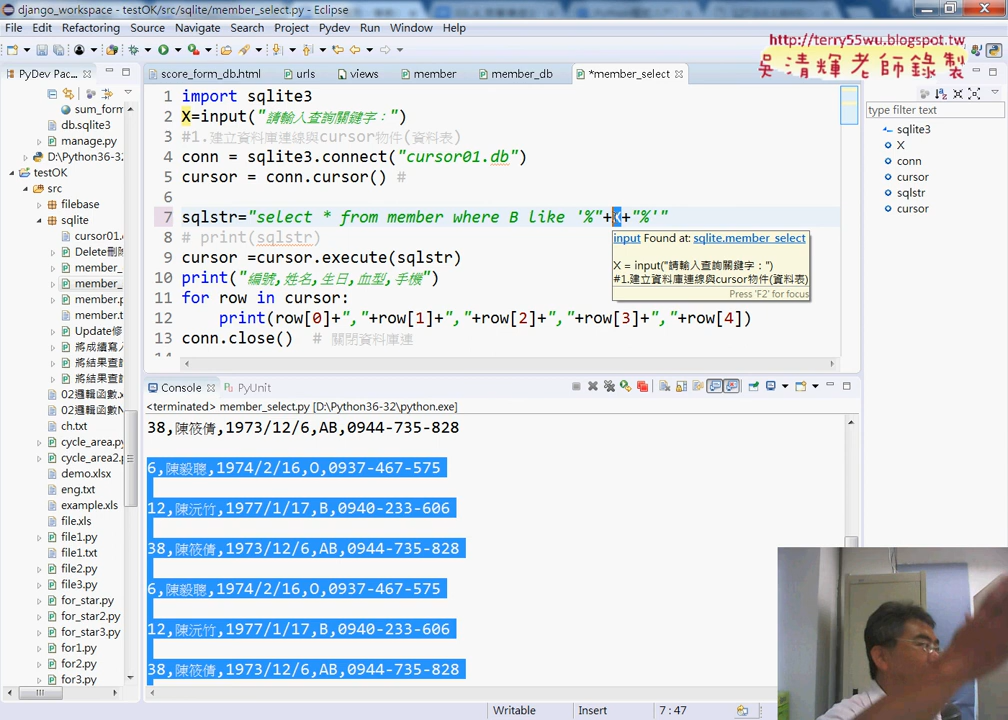 django_workspace - testOK/src/sqlite/member_select.py - Eclipse
File Edit Refactoring Source Navigate Search Project Pydev Run Window Help
http://terry55wu.blogspot.tw
吳清輝老師錄製
PyDev Pac...
score_form_db.html
urls
views
member
member_db
*member_select
sum_form
db.sqlite3
manage.py
D:\Python36-32
testOK
src
filebase
sqlite
cursor01.
Delete刪除
member_
member_
member.p
member.t
Update修
將成績寫入
將結果查詢
將結果查詢
02邏輯函數.x
02邏輯函數N
ch.txt
cycle_area.py
cycle_area2.p
demo.xlsx
eng.txt
example.xls
file.xls
file1.py
file1.txt
file2.py
file3.py
for_star.py
for_star2.py
for_star3.py
for1.py
for2.py
for3.py
1 import sqlite3
2 X=input("請輸入查詢關鍵字：")
3 #1.建立資料庫連線與cursor物件(資料表)
4 conn = sqlite3.connect("cursor01.db")
5 cursor = conn.cursor() #
6
7 sqlstr="select * from member where B like '%"+X+"%'"
8 # print(sqlstr)
9 cursor =cursor.execute(sqlstr)
10 print("編號,姓名,生日,血型,手機")
11 for row in cursor:
12 print(row[0]+","+row[1]+","+row[2]+","+row[3]+","+row[4])
13 conn.close() # 關閉資料庫連
14
input Found at: sqlite.member_select
X = input("請輸入查詢關鍵字：")
#1.建立資料庫連線與cursor物件(資料表)
Press 'F2' for focus
type filter text
sqlite3
X
conn
cursor
sqlstr
cursor
Console PyUnit
<terminated> member_select.py [D:\Python36-32\python.exe]
38,陳筱倩,1973/12/6,AB,0944-735-828
6,陳毅聰,1974/2/16,O,0937-467-575
12,陳沅竹,1977/1/17,B,0940-233-606
38,陳筱倩,1973/12/6,AB,0944-735-828
6,陳毅聰,1974/2/16,O,0937-467-575
12,陳沅竹,1977/1/17,B,0940-233-606
38,陳筱倩,1973/12/6,AB,0944-735-828
Writable Insert 7:47